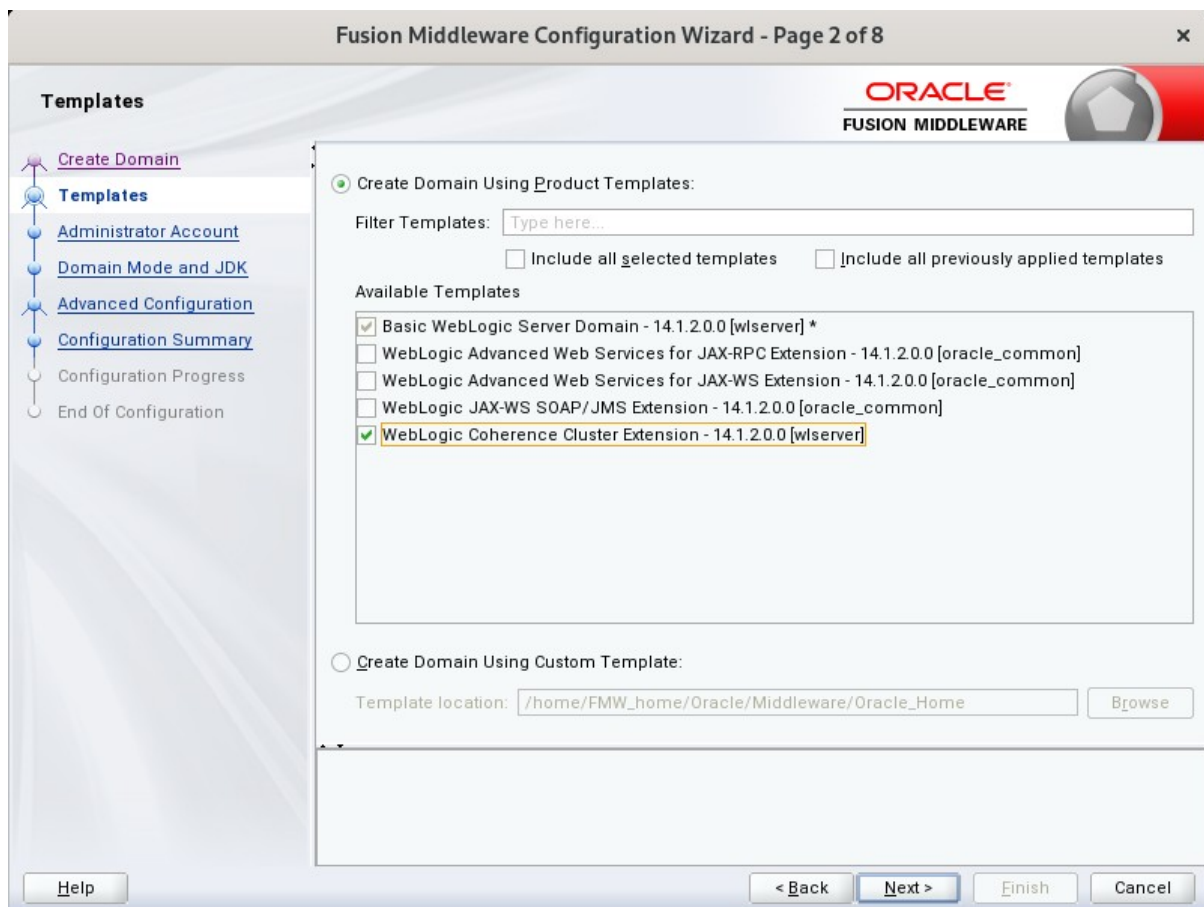 Fusion Middleware Configuration Wizard - Page 2 of 8
Templates
ORACLE
FUSION MIDDLEWARE
Create Domain
Templates
Administrator Account
Domain Mode and JDK
Advanced Configuration
Configuration Summary
Configuration Progress
End Of Configuration
Create Domain Using Product Templates:
Filter Templates: Type here...
Include all selected templates Include all previously applied templates
Available Templates
Basic WebLogic Server Domain - 14.1.2.0.0 [wlserver] *
WebLogic Advanced Web Services for JAX-RPC Extension - 14.1.2.0.0 [oracle_common]
WebLogic Advanced Web Services for JAX-WS Extension - 14.1.2.0.0 [oracle_common]
WebLogic JAX-WS SOAP/JMS Extension - 14.1.2.0.0 [oracle_common]
WebLogic Coherence Cluster Extension - 14.1.2.0.0 [wlserver]
Create Domain Using Custom Template:
Template location: /home/FMW_home/Oracle/Middleware/Oracle_Home Browse
Help < Back Next > Finish Cancel